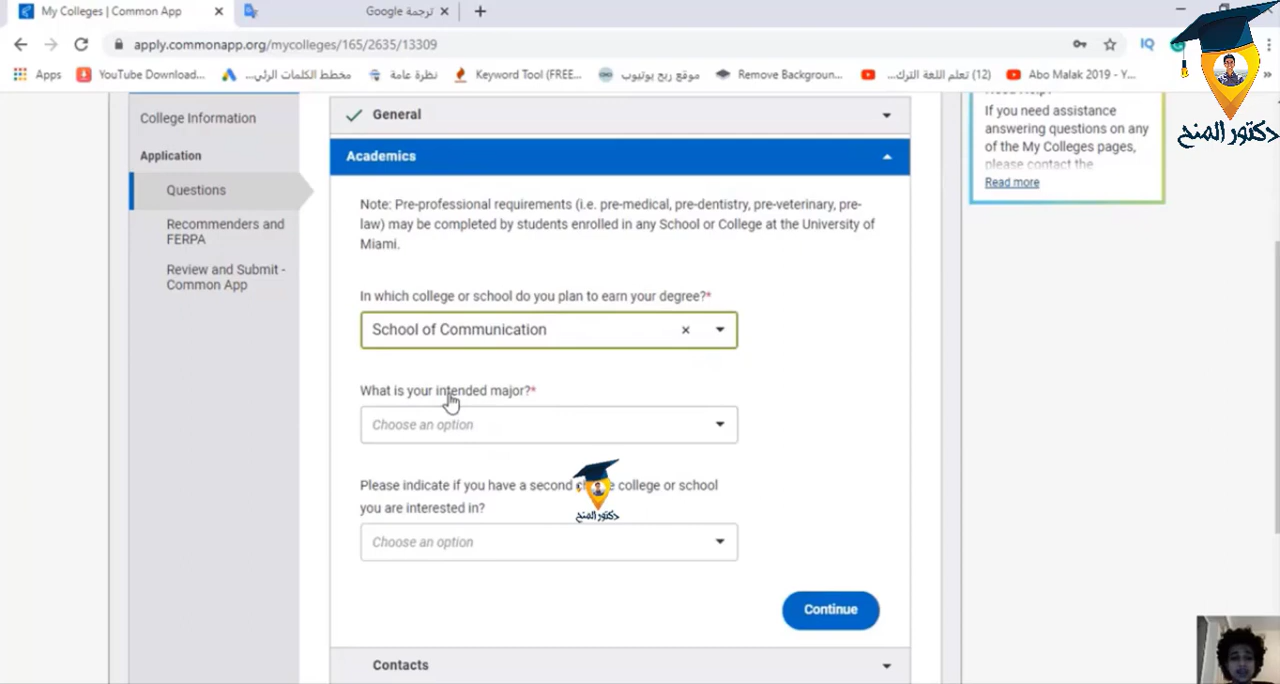 My Colleges | Common App
ترجمة Google
apply.commonapp.org/mycolleges/165/2635/13309
Apps
YouTube Download...
مخطط الكلمات الرئي...
نظرة عامة
Keyword Tool (FREE...
موقع ربح يوتيوب
Remove Backgroun...
(12) تعلم اللغة الترك...
Abo Malak 2019 - Y...
IQ
دكتور المنح
College Information
Application
Questions
Recommenders and
FERPA
Review and Submit -
Common App
General
Academics
Note: Pre-professional requirements (i.e. pre-medical, pre-dentistry, pre-veterinary, pre-
law) may be completed by students enrolled in any School or College at the University of
Miami.
In which college or school do you plan to earn your degree?*
School of Communication
What is your intended major?*
Choose an option
Please indicate if you have a second college or school
you are interested in?
دكتور المنح
Choose an option
Continue
Contacts
If you need assistance
answering questions on any
of the My Colleges pages,
please contact the
Read more